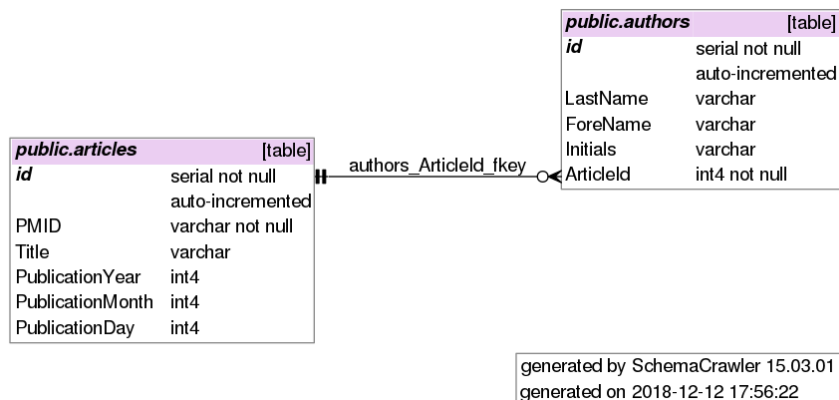 public.authors [table]
id serial not null
auto-incremented
LastName varchar
ForeName varchar
Initials varchar
ArticleId int4 not null
public.articles [table]
id serial not null
auto-incremented
PMID varchar not null
Title varchar
PublicationYear int4
PublicationMonth int4
PublicationDay int4
authors_ArticleId_fkey
generated by SchemaCrawler 15.03.01
generated on 2018-12-12 17:56:22